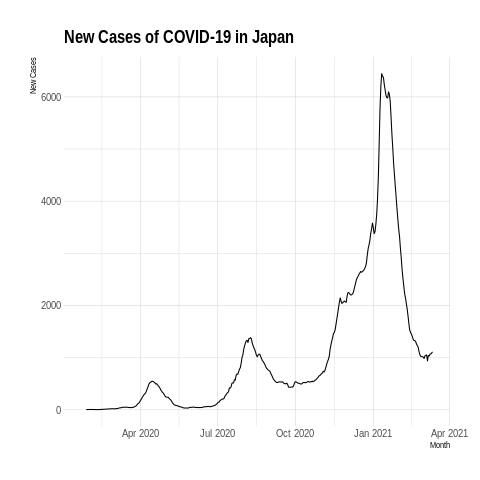 New Cases of COVID-19 in Japan
New Cases
6000
4000
2000
0
Apr 2020 Jul 2020 Oct 2020 Jan 2021 Apr 2021
Month